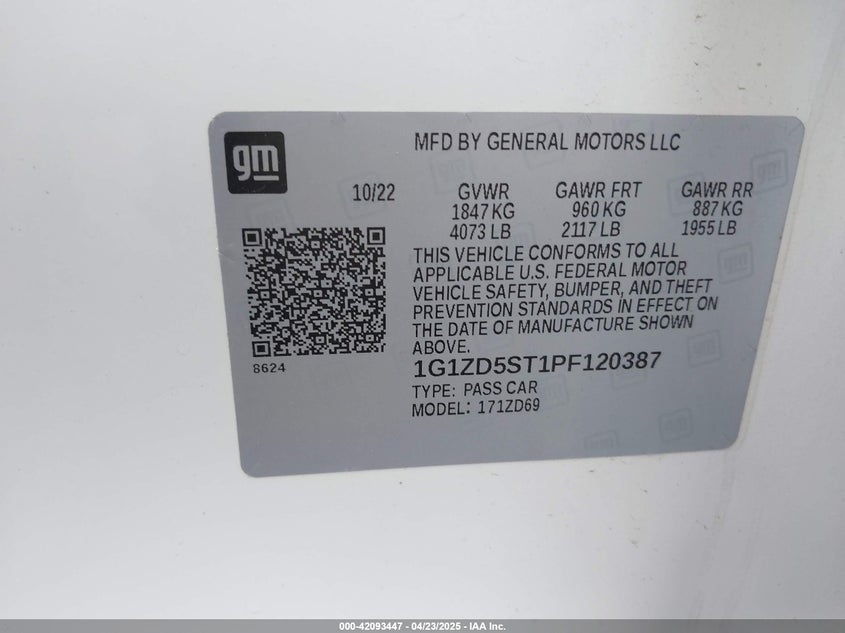 gm
MFD BY GENERAL MOTORS LLC
10/22 GVWR GAWR FRT GAWR RR
1847 KG 960 KG 887 KG
4073 LB 2117 LB 1955 LB
THIS VEHICLE CONFORMS TO ALL
APPLICABLE U.S. FEDERAL MOTOR
VEHICLE SAFETY, BUMPER, AND THEFT
PREVENTION STANDARDS IN EFFECT ON
THE DATE OF MANUFACTURE SHOWN
ABOVE.
8624
1G1ZD5ST1PF120387
TYPE: PASS CAR
MODEL: 171ZD69
000-42093447 - 04/23/2025 - IAA Inc.